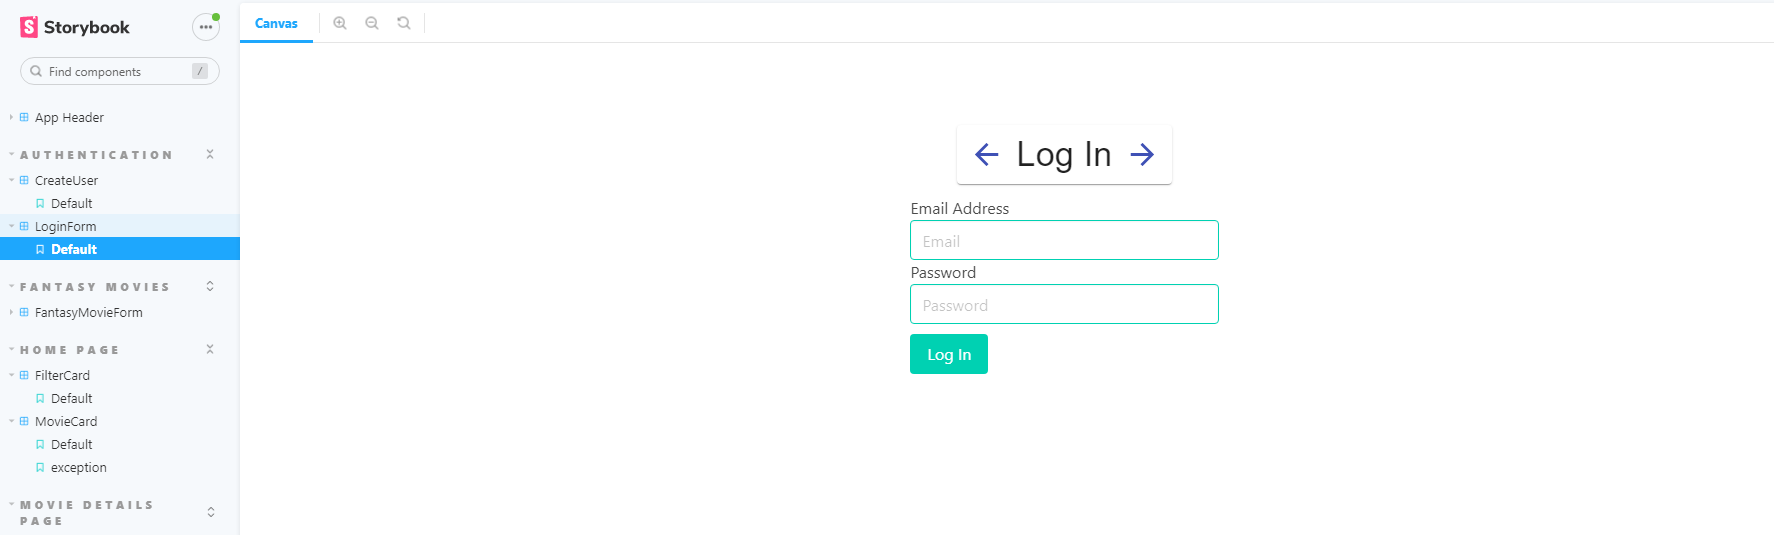 Storybook
Find components /
App Header
AUTHENTICATION
CreateUser
Default
LoginForm
Default
FANTASY MOVIES
FantasyMovieForm
HOME PAGE
FilterCard
Default
MovieCard
Default
exception
MOVIE DETAILS
PAGE
Canvas
Log In
Email Address
Email
Password
Password
Log In